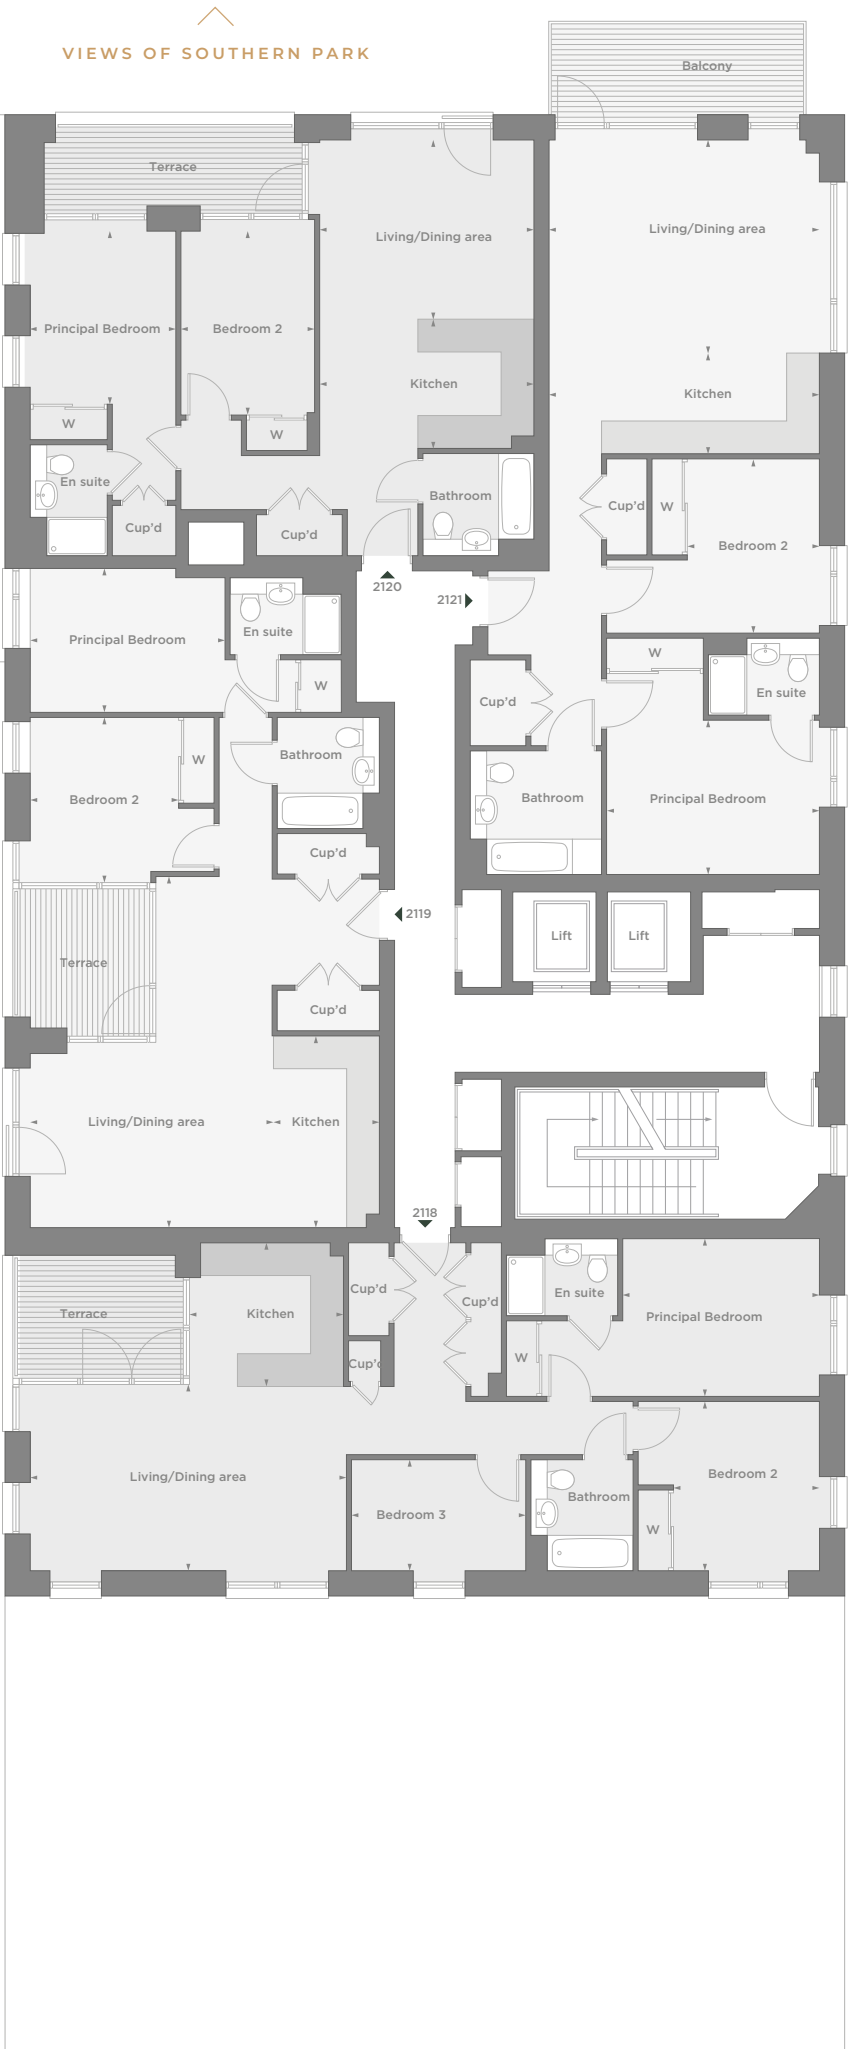 VIEWS OF SOUTHERN PARK
Balcony
Terrace
Living/Dining area
Living/Dining area
Principal Bedroom
Bedroom 2
Kitchen
Kitchen
W
W
En suite
Bathroom
Cup'd
W
Cup'd
Cup'd
Bedroom 2
2120
2121
En suite
Principal Bedroom
W
W
En suite
Cup'd
Bathroom
W
Bedroom 2
Bathroom
Principal Bedroom
Cup'd
2119
Lift
Lift
Terrace
Cup'd
Living/Dining area
Kitchen
2118
Cup'd
En suite
Cup'd
Terrace
Kitchen
Principal Bedroom
W
Cup'd
Living/Dining area
Bedroom 2
Bathroom
Bedroom 3
W